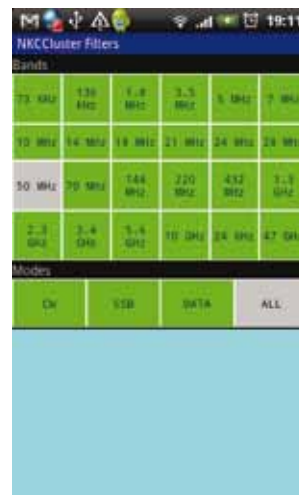 19:11
NKCCluster Filters
Bands
73 KHz 136 KHz 1.8 MHz 3.5 MHz 5 MHz 7 MHz
10 MHz 14 MHz 18 MHz 21 MHz 24 MHz 28 MHz
50 MHz 70 MHz 144 MHz 220 MHz 432 MHz 1.3 GHz
2.3 GHz 3.4 GHz 5.6 GHz 10 GHz 24 GHz 47 GHz
Modes
CW SSB DATA ALL